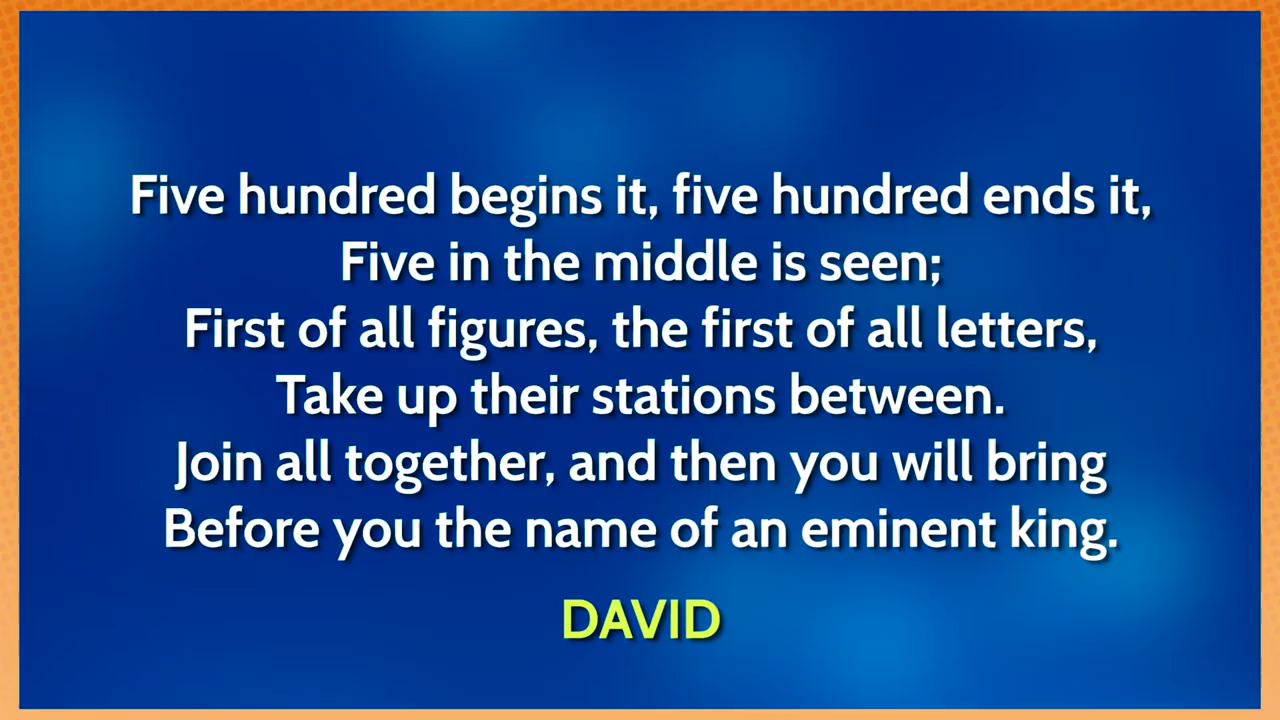 Five hundred begins it, five hundred ends it,
Five in the middle is seen;
First of all figures, the first of all letters,
Take up their stations between.
Join all together, and then you will bring
Before you the name of an eminent king.
DAVID